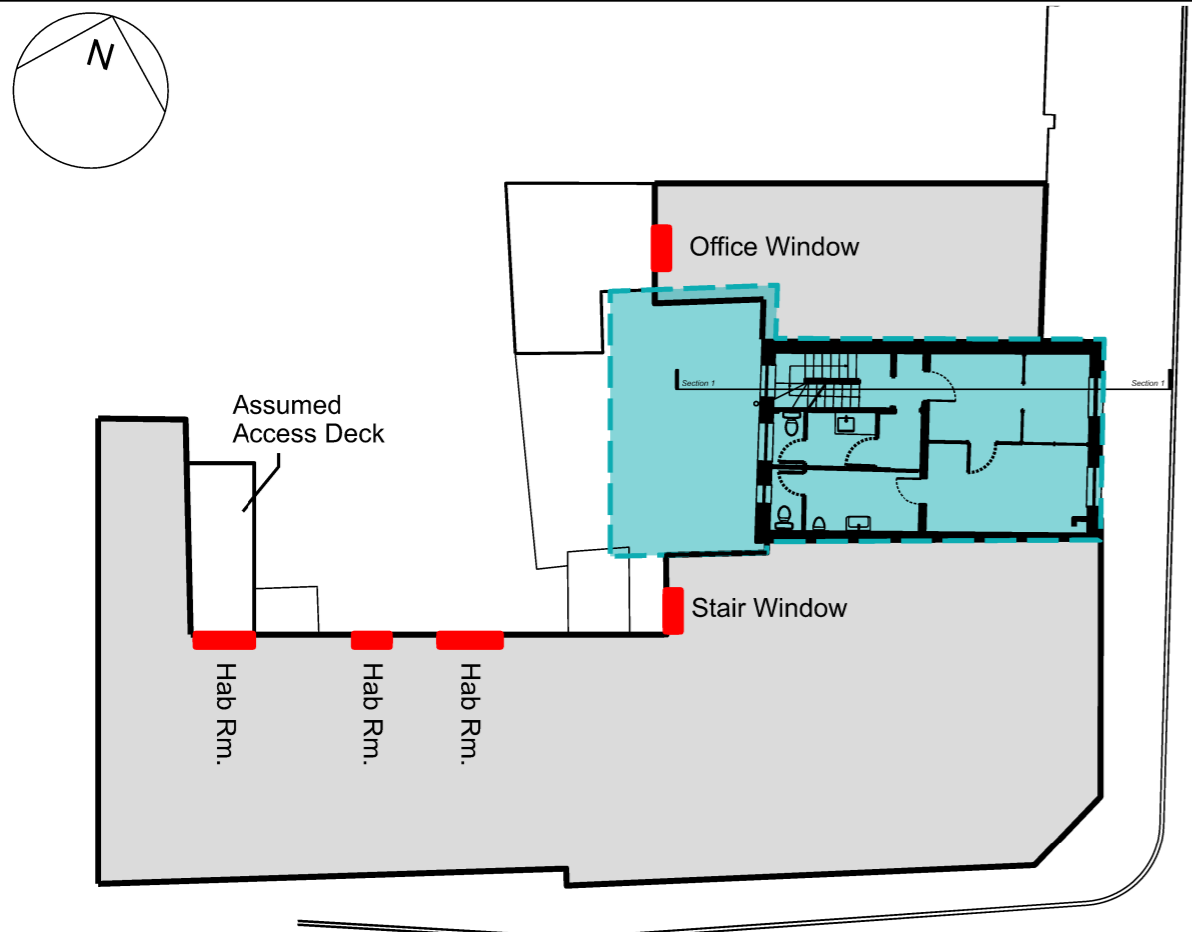 N
Office Window
Section 1
Section 1
Assumed
Access Deck
Stair Window
Hab Rm.
Hab Rm.
Hab Rm.